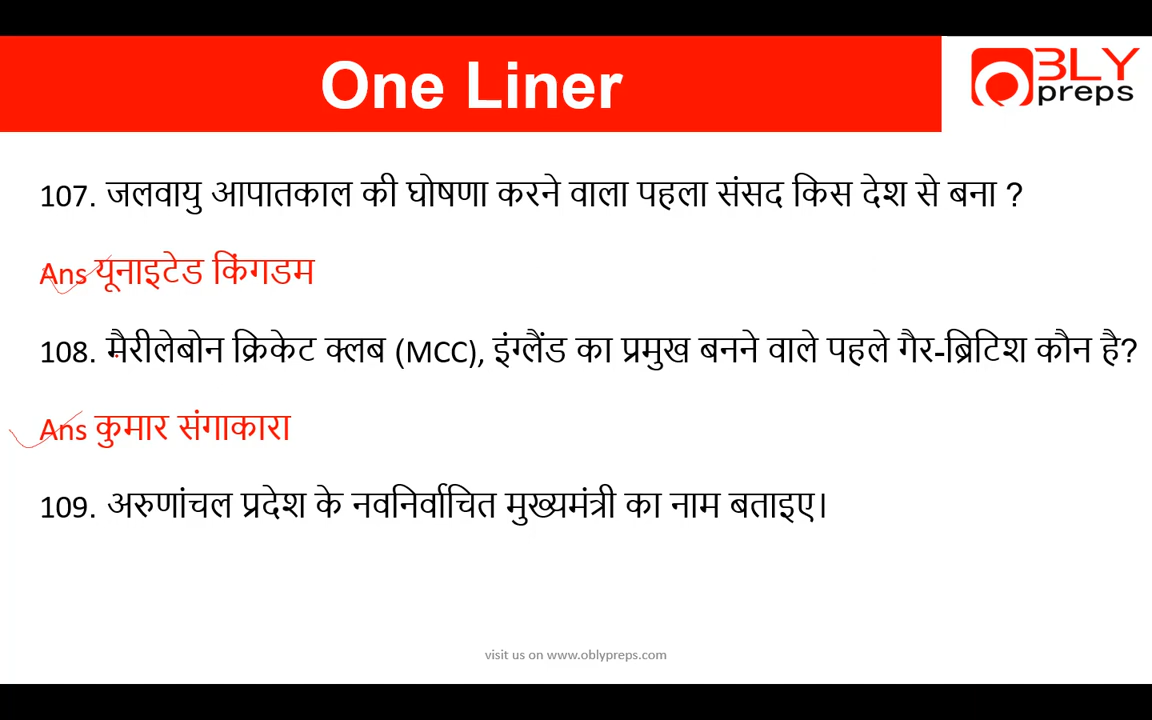 One Liner
BLY
preps
107. जलवायु आपातकाल की घोषणा करने वाला पहला संसद किस देश से बना ?
Ans यूनाइटेड किंगडम
108. मैरीलेबोन क्रिकेट क्लब (MCC), इंग्लैंड का प्रमुख बनने वाले पहले गैर-ब्रिटिश कौन है?
Ans कुमार संगाकारा
109. अरुणांचल प्रदेश के नवनिर्वाचित मुख्यमंत्री का नाम बताइए।
visit us on www.oblypreps.com